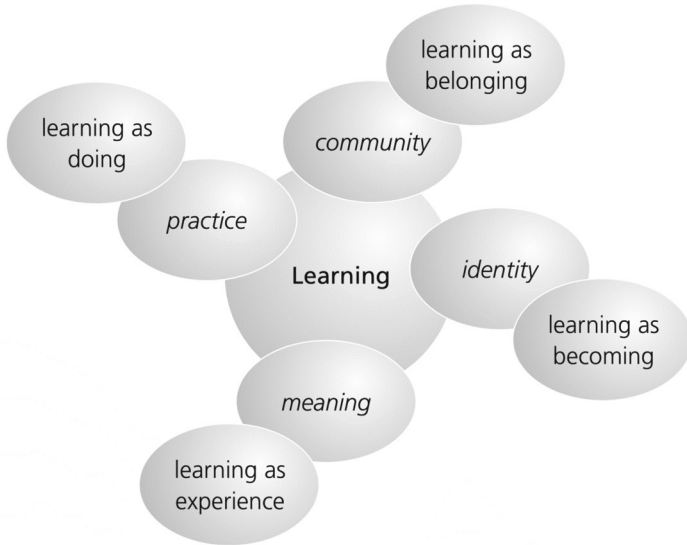 learning as
belonging
learning as
doing
community
practice
Learning
identity
learning as
becoming
meaning
learning as
experience